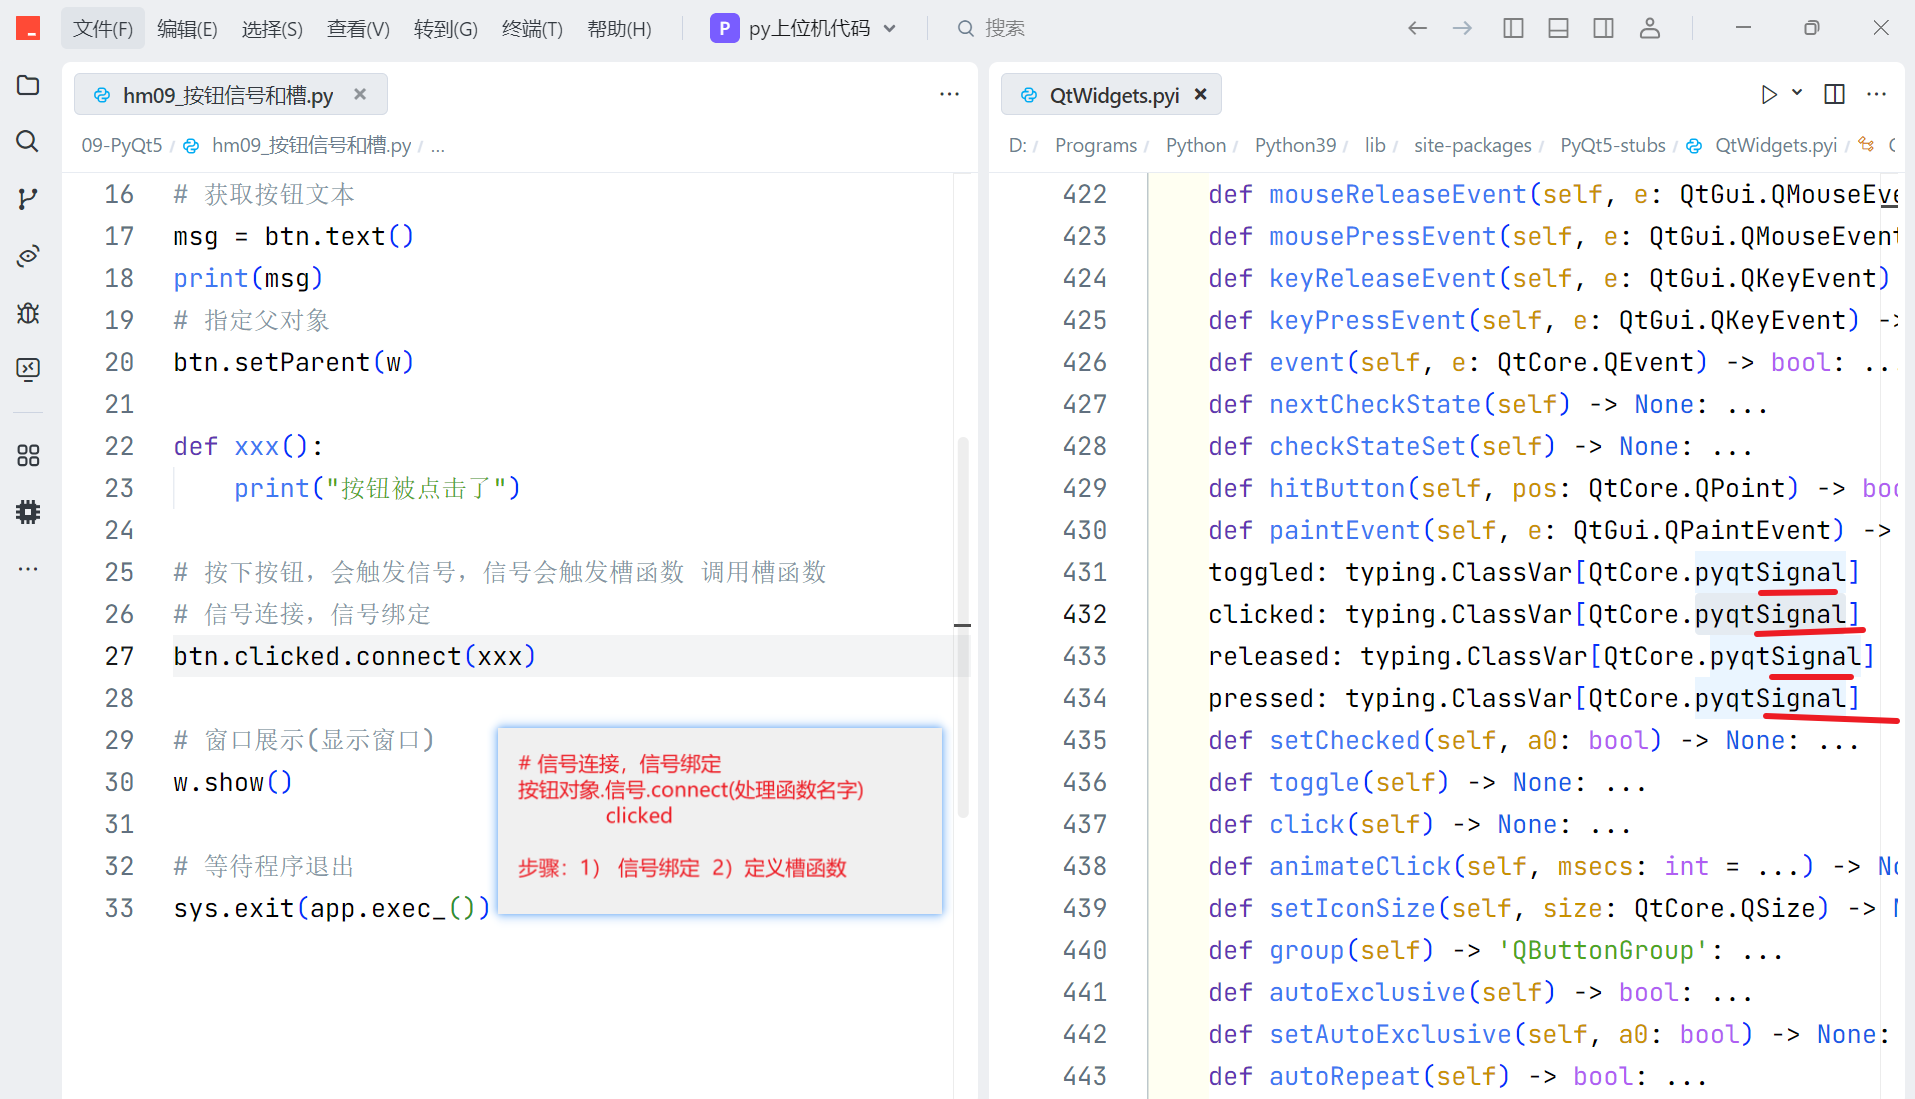 文件(F) 编辑(E) 选择(S) 查看(V) 转到(G) 终端(T) 帮助(H) P py上位机代码 搜索
hm09_按钮信号和槽.py
09-PyQt5 / hm09_按钮信号和槽.py / ...
16 # 获取按钮文本
17 msg = btn.text()
18 print(msg)
19 # 指定父对象
20 btn.setParent(w)
21
22 def xxx():
23 print("按钮被点击了")
24
25 # 按下按钮，会触发信号，信号会触发槽函数 调用槽函数
26 # 信号连接，信号绑定
27 btn.clicked.connect(xxx)
28
29 # 窗口展示(显示窗口)
30 w.show()
31
32 # 等待程序退出
33 sys.exit(app.exec_())
# 信号连接，信号绑定
按钮对象.信号.connect(处理函数名字)
clicked
步骤：1） 信号绑定 2）定义槽函数
QtWidgets.pyi
D: / Programs / Python / Python39 / lib / site-packages / PyQt5-stubs / QtWidgets.pyi /
422 def mouseReleaseEvent(self, e: QtGui.QMouseEve
423 def mousePressEvent(self, e: QtGui.QMouseEvent
424 def keyReleaseEvent(self, e: QtGui.QKeyEvent)
425 def keyPressEvent(self, e: QtGui.QKeyEvent) ->
426 def event(self, e: QtCore.QEvent) -> bool: ...
427 def nextCheckState(self) -> None: ...
428 def checkStateSet(self) -> None: ...
429 def hitButton(self, pos: QtCore.QPoint) -> boo
430 def paintEvent(self, e: QtGui.QPaintEvent) ->
431 toggled: typing.ClassVar[QtCore.pyqtSignal]
432 clicked: typing.ClassVar[QtCore.pyqtSignal]
433 released: typing.ClassVar[QtCore.pyqtSignal]
434 pressed: typing.ClassVar[QtCore.pyqtSignal]
435 def setChecked(self, a0: bool) -> None: ...
436 def toggle(self) -> None: ...
437 def click(self) -> None: ...
438 def animateClick(self, msecs: int = ...) -> No
439 def setIconSize(self, size: QtCore.QSize) -> N
440 def group(self) -> 'QButtonGroup': ...
441 def autoExclusive(self) -> bool: ...
442 def setAutoExclusive(self, a0: bool) -> None:
443 def autoRepeat(self) -> bool: ...